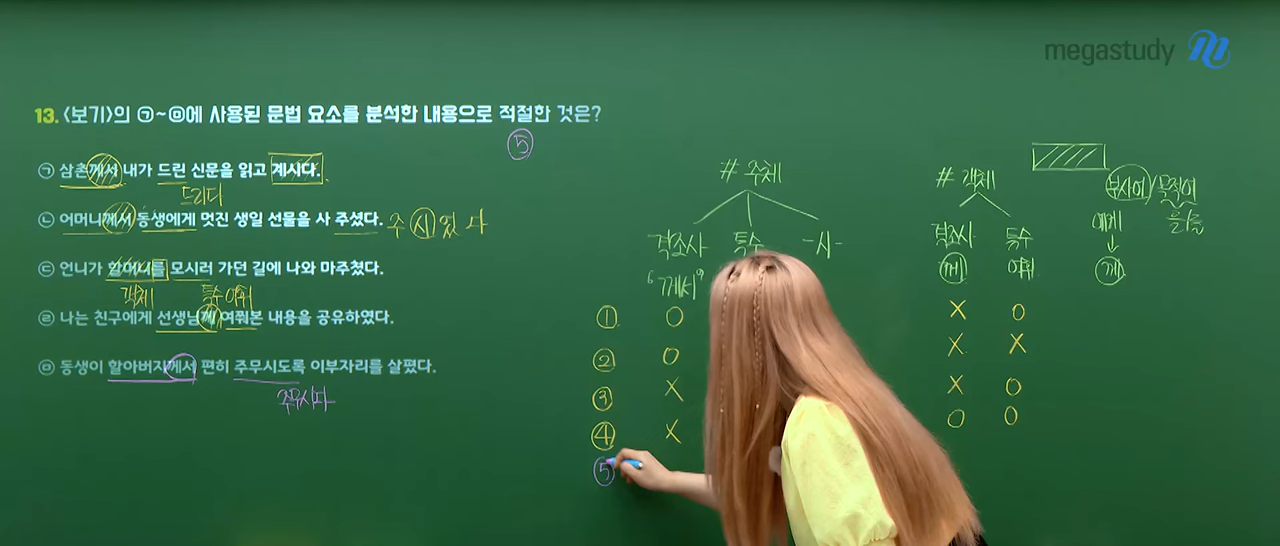 megastudy
13. <보기>의 ㉠~㉤에 사용된 문법 요소를 분석한 내용으로 적절한 것은?
⑤
㉠ 삼촌께서 내가 드린 신문을 읽고 계시다.
드리다
㉡ 어머니께서 동생에게 멋진 생일 선물을 사 주셨다. 주시었다
㉢ 언니가 할머니를 모시러 가던 길에 나와 마주쳤다.
객체 특수 어휘
㉣ 나는 친구에게 선생님께 여쭤본 내용을 공유하였다.
㉤ 동생이 할아버지께서 편히 주무시도록 이부자리를 살폈다.
주무시다
# 주체
격조사 특수 -시-
"께서"
# 객체
격조사 특수
께 어휘
부사어/목적어
에게 을/를
↓
께
① O X O
② O X X
③ X X O
④ X O O
⑤